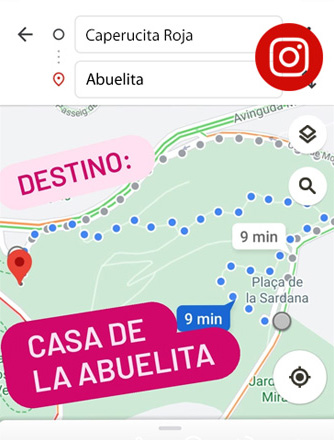 Caperucita Roja
Abuelita
Passeig de
Avinguda
DESTINO:
9 min
Plaça de
la Sardana
9 min
CASA DE
LA ABUELITA
Jard
Mira